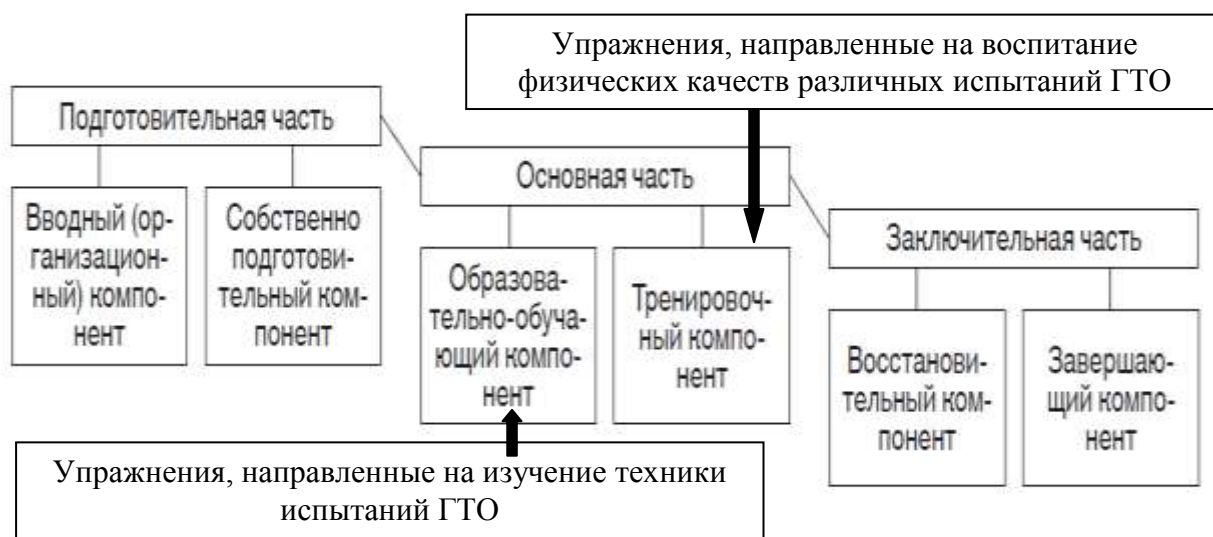 Упражнения, направленные на воспитание
физических качеств различных испытаний ГТО
Подготовительная часть
Основная часть
Заключительная часть
Вводный (ор-
ганизацион-
ный) компо-
нент
Собственно
подготови-
тельный ком-
понент
Образова-
тельно-обуча-
ющий компо-
нент
Тренировоч-
ный компо-
нент
Восстанови-
тельный ком-
понент
Завершаю-
щий компо-
нент
Упражнения, направленные на изучение техники
испытаний ГТО